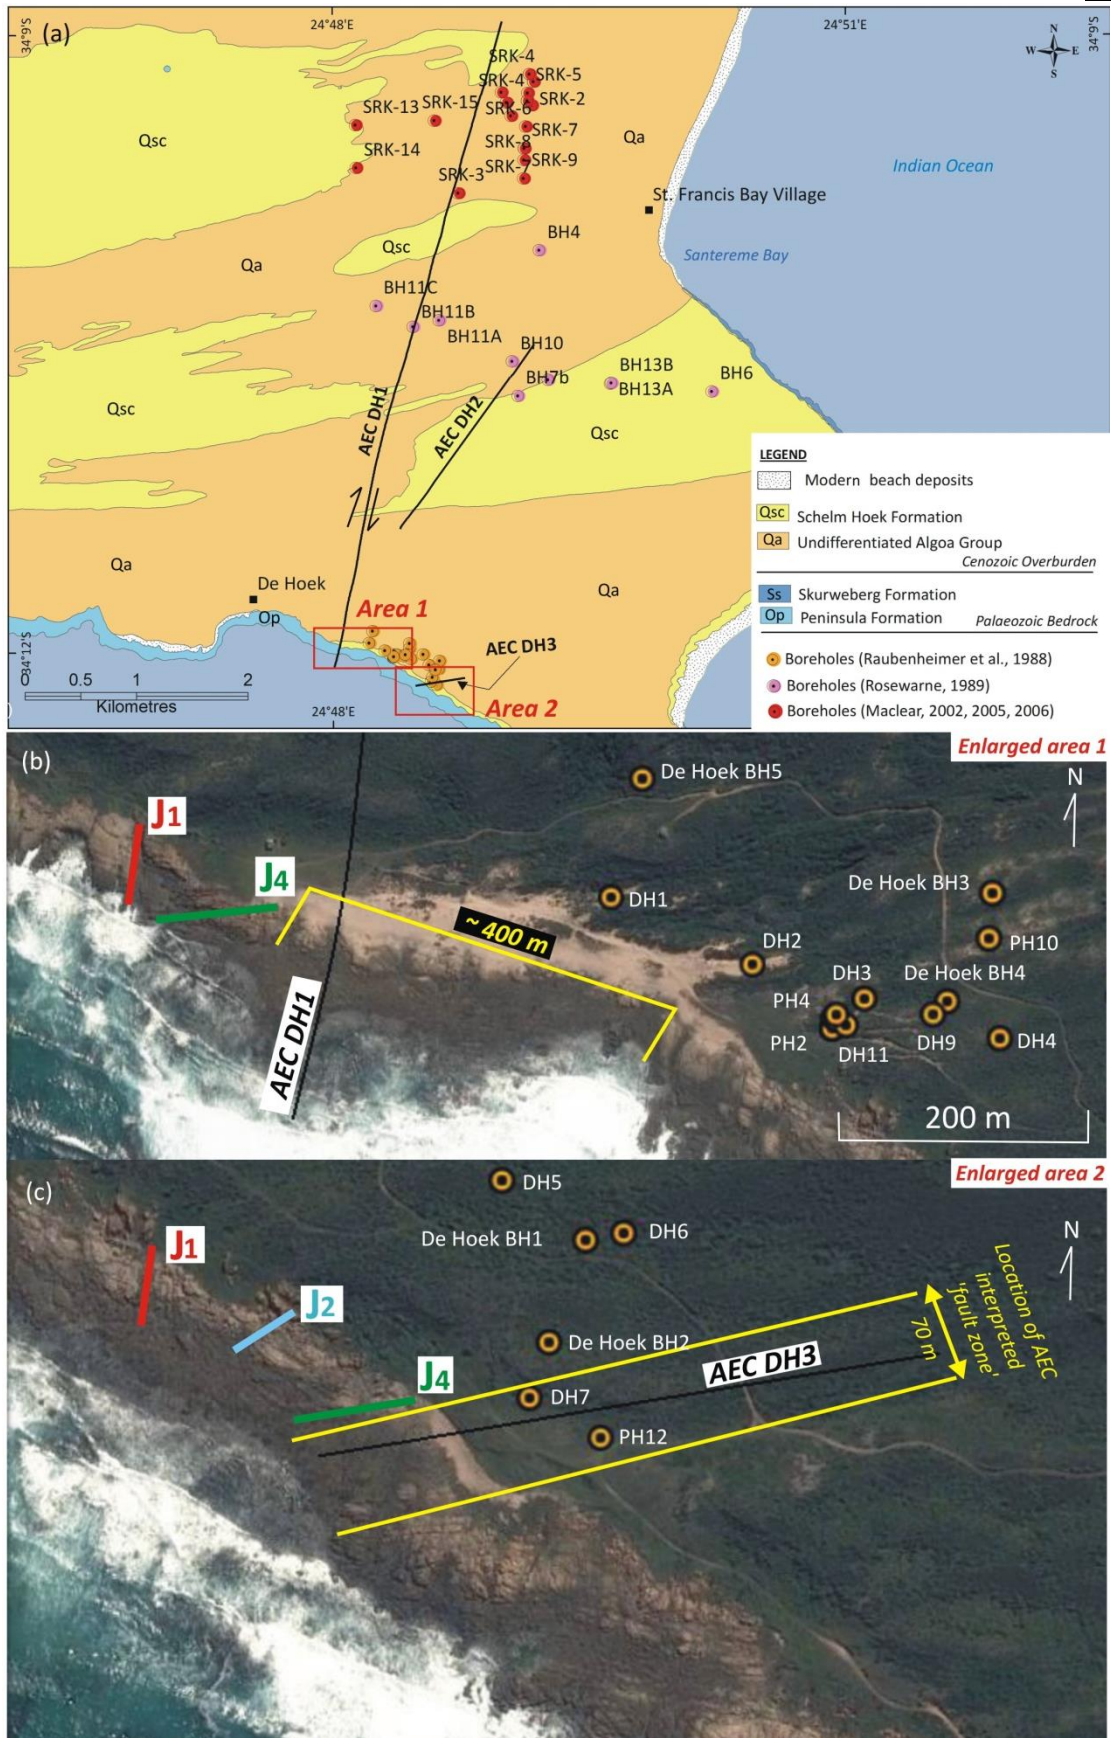 (a)
24°48'E
24°51'E
34°9'S
34°9'S
N
W E
S
SRK-4
SRK-5
SRK-4
SRK-2
SRK-13
SRK-15
SRK-6
SRK-7
Qsc
Qa
SRK-8
SRK-14
SRK-9
SRK-7
SRK-3
Indian Ocean
St. Francis Bay Village
BH4
Qsc
Qa
Santereme Bay
BH11C
BH11B
BH11A
BH10
BH13B
BH6
BH7b
BH13A
Qsc
AEC DH1
AEC DH2
Qsc
LEGEND
Modern beach deposits
Qsc Schelm Hoek Formation
Qa Undifferentiated Algoa Group
Cenozoic Overburden
Ss Skurweberg Formation
Op Peninsula Formation
Palaeozoic Bedrock
Boreholes (Raubenheimer et al., 1988)
Boreholes (Rosewarne, 1989)
Boreholes (Maclear, 2002, 2005, 2006)
Qa
De Hoek
Qa
Op
Area 1
AEC DH3
34°12'S
0 0.5 1 2
Kilometres
24°48'E
Area 2
(b)
Enlarged area 1
N
De Hoek BH5
J1
J4
DH1
De Hoek BH3
~ 400 m
DH2
PH10
DH3
De Hoek BH4
PH4
AEC DH1
PH2
DH11
DH9
DH4
200 m
(c)
Enlarged area 2
DH5
N
De Hoek BH1
DH6
J1
J2
Location of AEC
interpreted
'fault zone'
70 m
De Hoek BH2
AEC DH3
J4
DH7
PH12